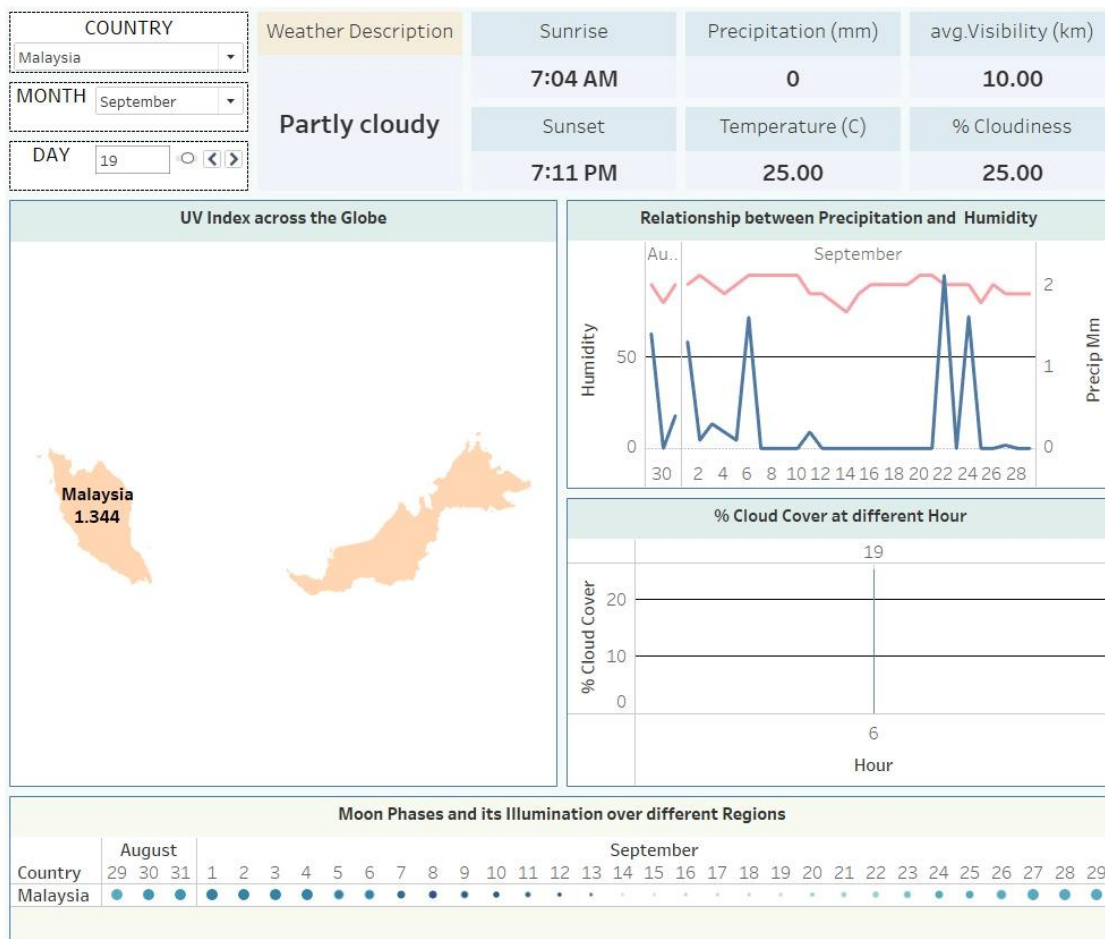 COUNTRY
Malaysia
MONTH September
DAY 19
Weather Description
Partly cloudy
Sunrise
7:04 AM
Sunset
7:11 PM
Precipitation (mm)
0
Temperature (C)
25.00
avg.Visibility (km)
10.00
% Cloudiness
25.00
UV Index across the Globe
Malaysia
1.344
Relationship between Precipitation and Humidity
Au.. September
Humidity
50
0
2
1
0
Precip Mm
30 2 4 6 8 10 12 14 16 18 20 22 24 26 28
% Cloud Cover at different Hour
19
% Cloud Cover
20
10
0
6
Hour
Moon Phases and its Illumination over different Regions
August September
Country 29 30 31 1 2 3 4 5 6 7 8 9 10 11 12 13 14 15 16 17 18 19 20 21 22 23 24 25 26 27 28 29
Malaysia